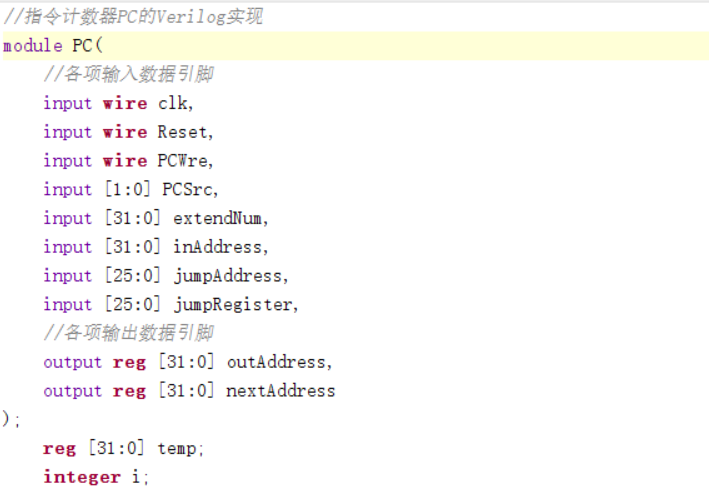 //指令计数器PC的Verilog实现
module PC(
//各项输入数据引脚
input wire clk,
input wire Reset,
input wire PCWre,
input [1:0] PCSrc,
input [31:0] extendNum,
input [31:0] inAddress,
input [25:0] jumpAddress,
input [25:0] jumpRegister,
//各项输出数据引脚
output reg [31:0] outAddress,
output reg [31:0] nextAddress
);
reg [31:0] temp;
integer i;